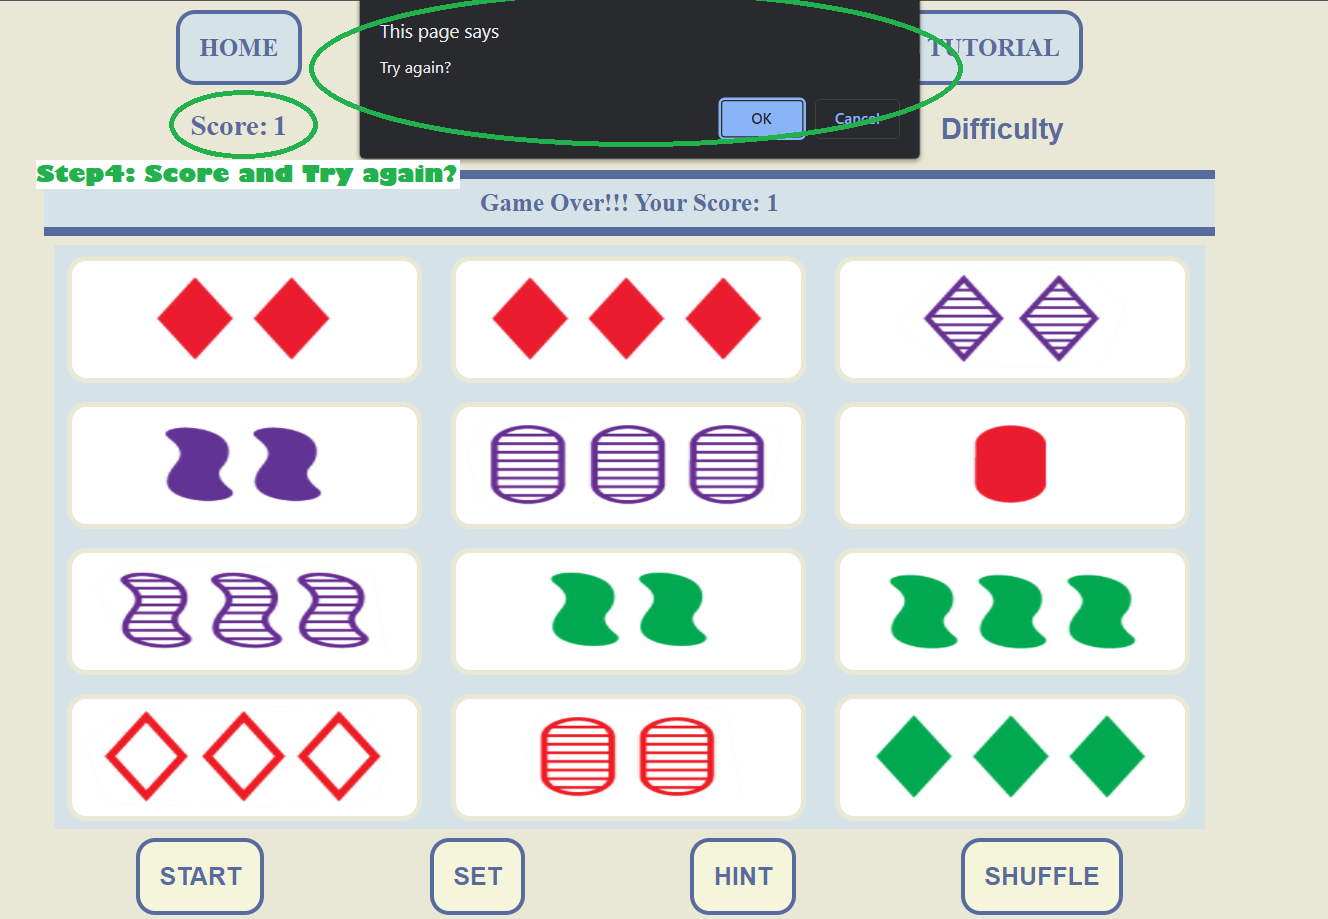 HOME
This page says
TUTORIAL
Try again?
Score: 1
OK
Cancel
Difficulty
Step4: Score and Try again?
Game Over!!! Your Score: 1
START
SET
HINT
SHUFFLE